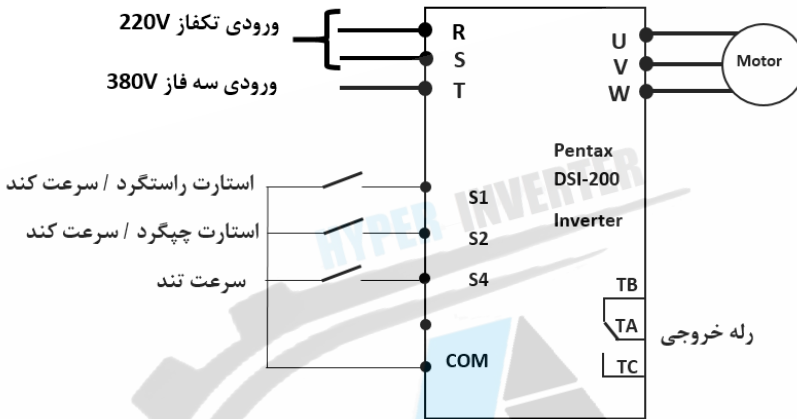 ورودی تکفاز 220V
ورودی سه فاز 380V
R
S
T
U
V
W
Motor
Pentax
DSI-200
Inverter
استارت راستگرد / سرعت کند
S1
استارت چپگرد / سرعت کند
S2
سرعت تند
S4
COM
TB
TA
TC
رله خروجی
HYPER INVERTER